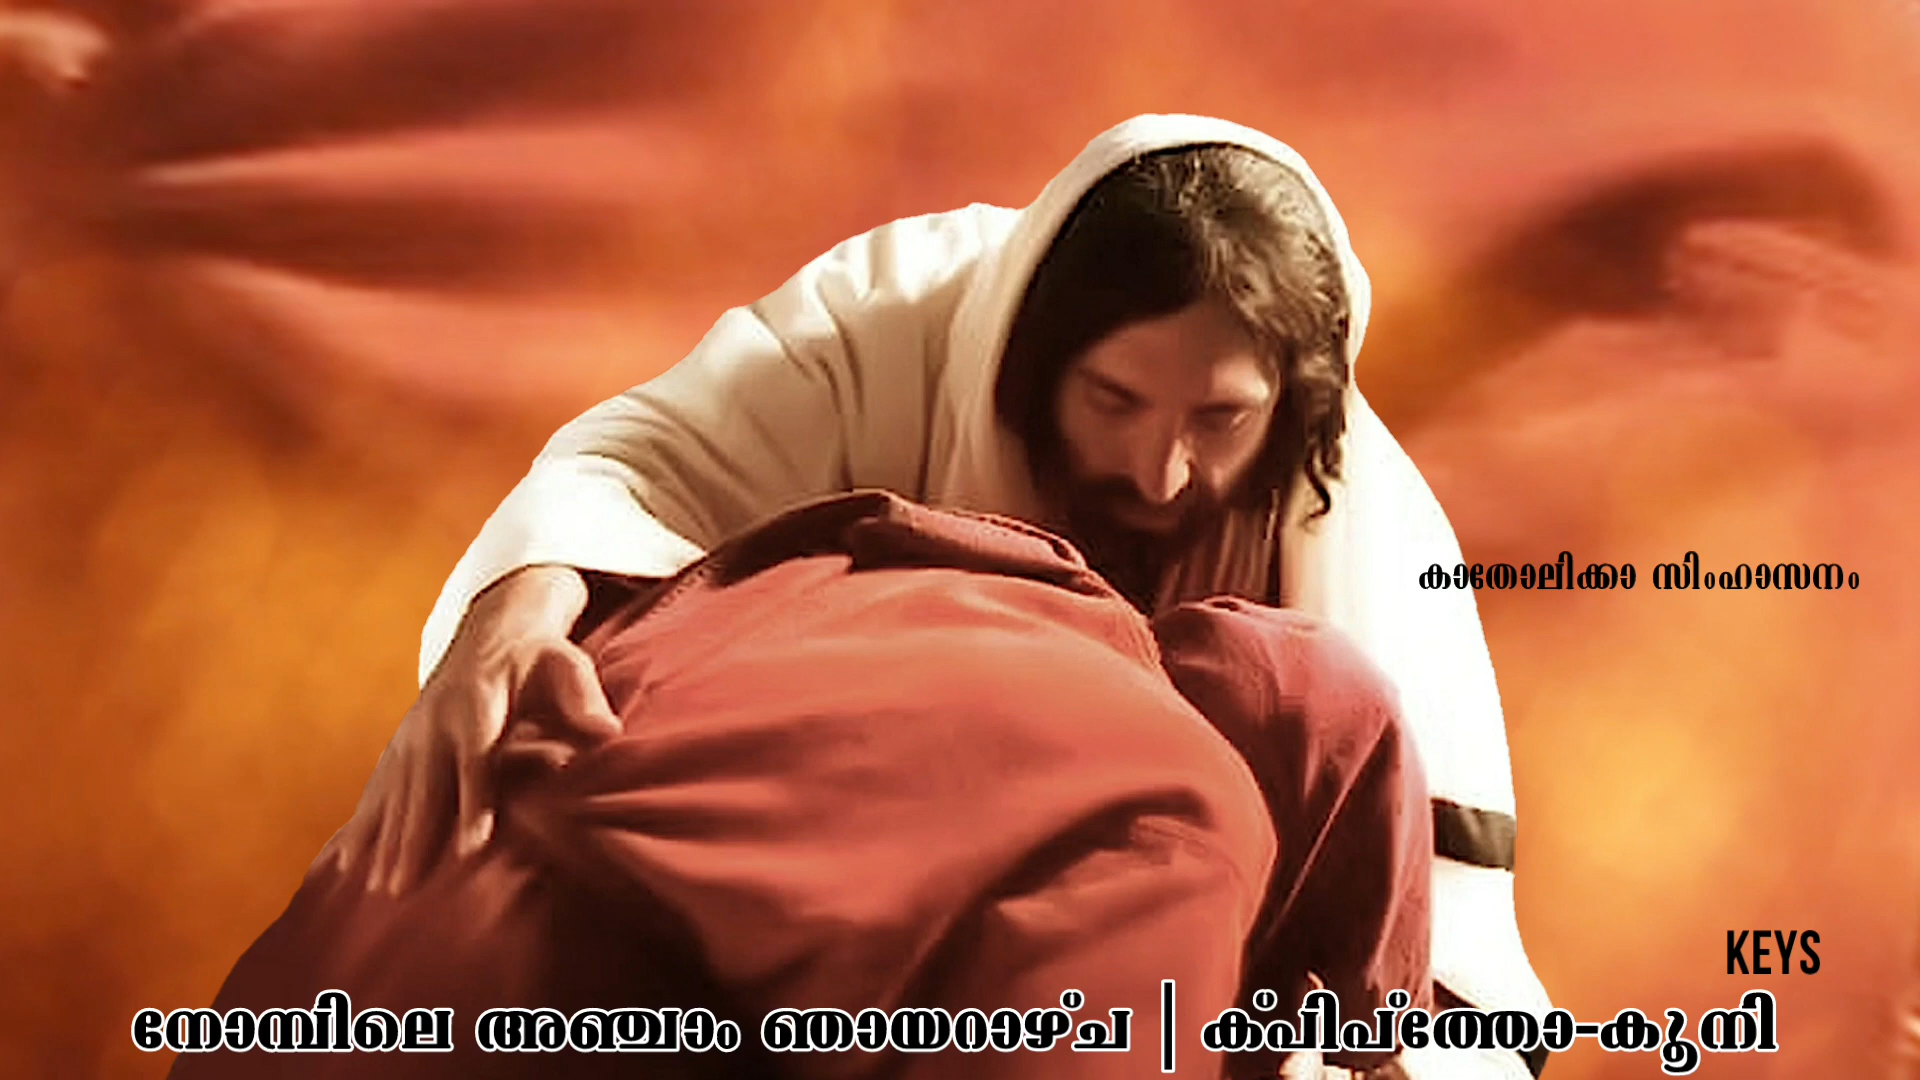 കാതോലിക്കാ സിംഹാസനം
KEYS
നോമ്പിലെ അഞ്ചാം ഞായറാഴ്ച | ക്പിപ്ത്തോ-കൂനി